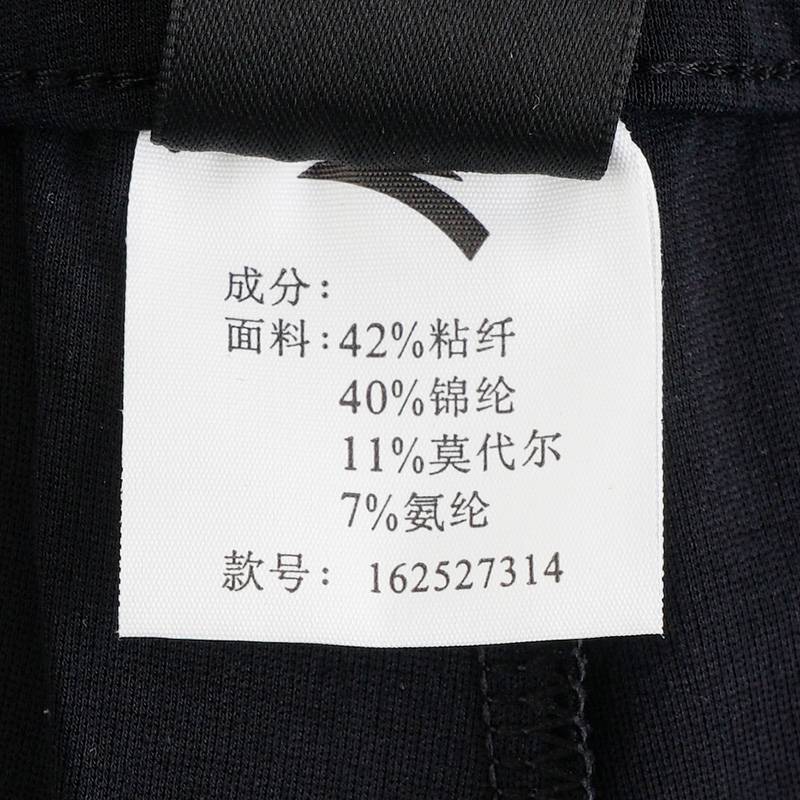 成分：
面料：42%粘纤
40%锦纶
11%莫代尔
7%氨纶
款号： 162527314